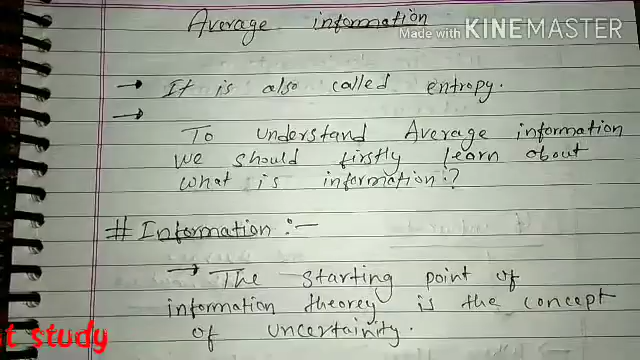 Average information
Made with KINEMASTER
→ It is also called entropy.
→
To understand Average information
we should firstly learn about
what is information:?
# Information :-
→ The starting point of
information theorey is the concept
of uncertainity.
t study